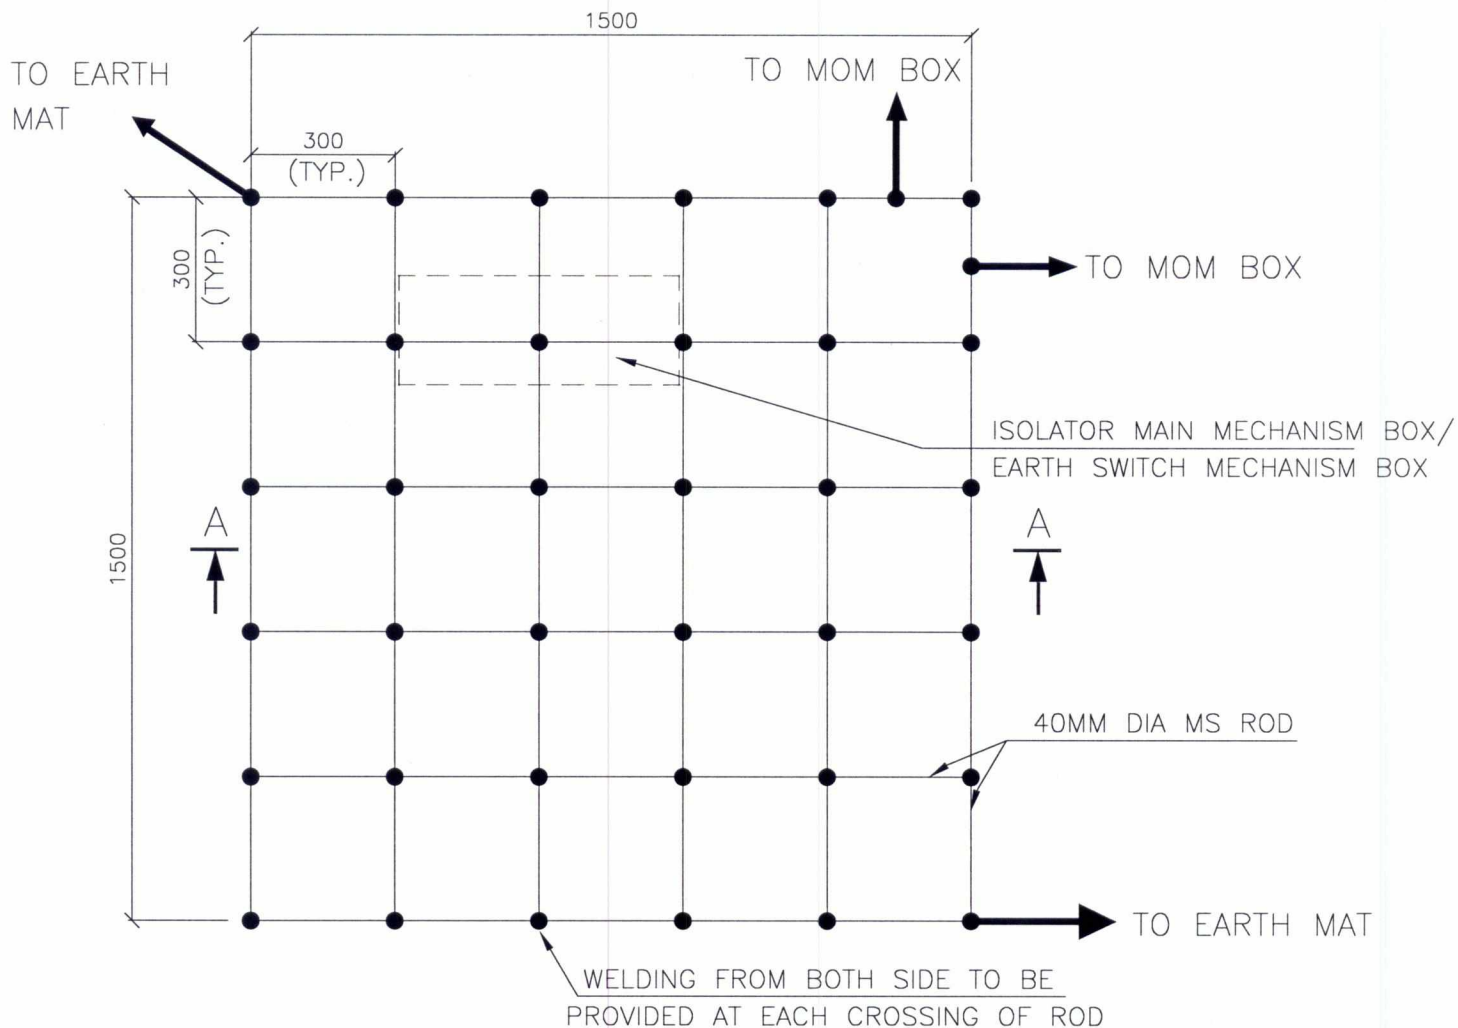 1500
TO EARTH
MAT
TO MOM BOX
300
(TYP.)
300
(TYP.)
TO MOM BOX
ISOLATOR MAIN MECHANISM BOX/
EARTH SWITCH MECHANISM BOX
A
A
1500
40MM DIA MS ROD
TO EARTH MAT
WELDING FROM BOTH SIDE TO BE
PROVIDED AT EACH CROSSING OF ROD